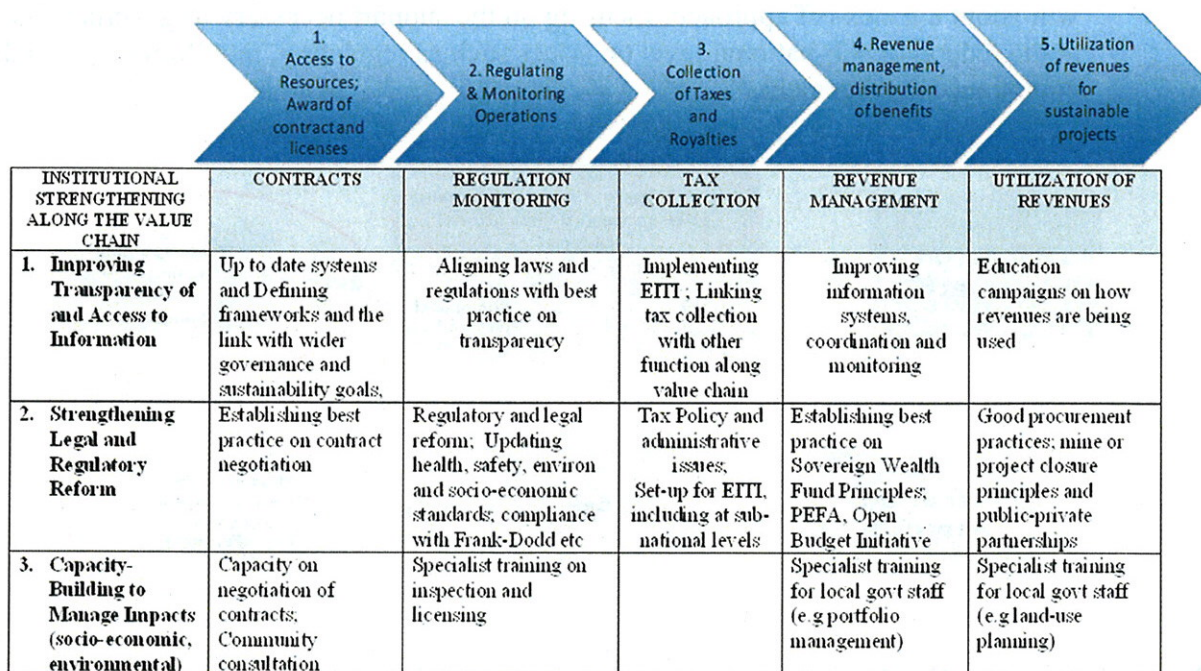 1.
Access to
Resources;
Award of
contract and
licenses
2. Regulating
& Monitoring
Operations
3.
Collection
of Taxes
and
Royalties
4. Revenue
management,
distribution
of benefits
5. Utilization
of revenues
for
sustainable
projects
INSTITUTIONAL
STRENGTHENING
ALONG THE VALUE
CHAIN
CONTRACTS
REGULATION
MONITORING
TAX
COLLECTION
REVENUE
MANAGEMENT
UTILIZATION OF
REVENUES
1. Improving
Transparency of
and Access to
Information
Up to date systems
and Defining
frameworks and the
link with wider
governance and
sustainability goals,
Aligning laws and
regulations with best
practice on
transparency
Implementing
EITI ; Linking
tax collection
with other
function along
value chain
Improving
information
systems,
coordination and
monitoring
Education
campaigns on how
revenues are being
used
2. Strengthening
Legal and
Regulatory
Reform
Establishing best
practice on contract
negotiation
Regulatory and legal
reform; Updating
health, safety, environ
and socio-economic
standards; compliance
with Frank-Dodd etc
Tax Policy and
administrative
issues;
Set-up for EITI,
including at sub-
national levels
Establishing best
practice on
Sovereign Wealth
Fund Principles;
PEFA, Open
Budget Initiative
Good procurement
practices; mine or
project closure
principles and
public-private
partnerships
3. Capacity-
Building to
Manage Impacts
(socio-economic,
environmental)
Capacity on
negotiation of
contracts;
Community
consultation
Specialist training on
inspection and
licensing
Specialist training
for local govt staff
(e.g portfolio
management)
Specialist training
for local govt staff
(e.g land-use
planning)